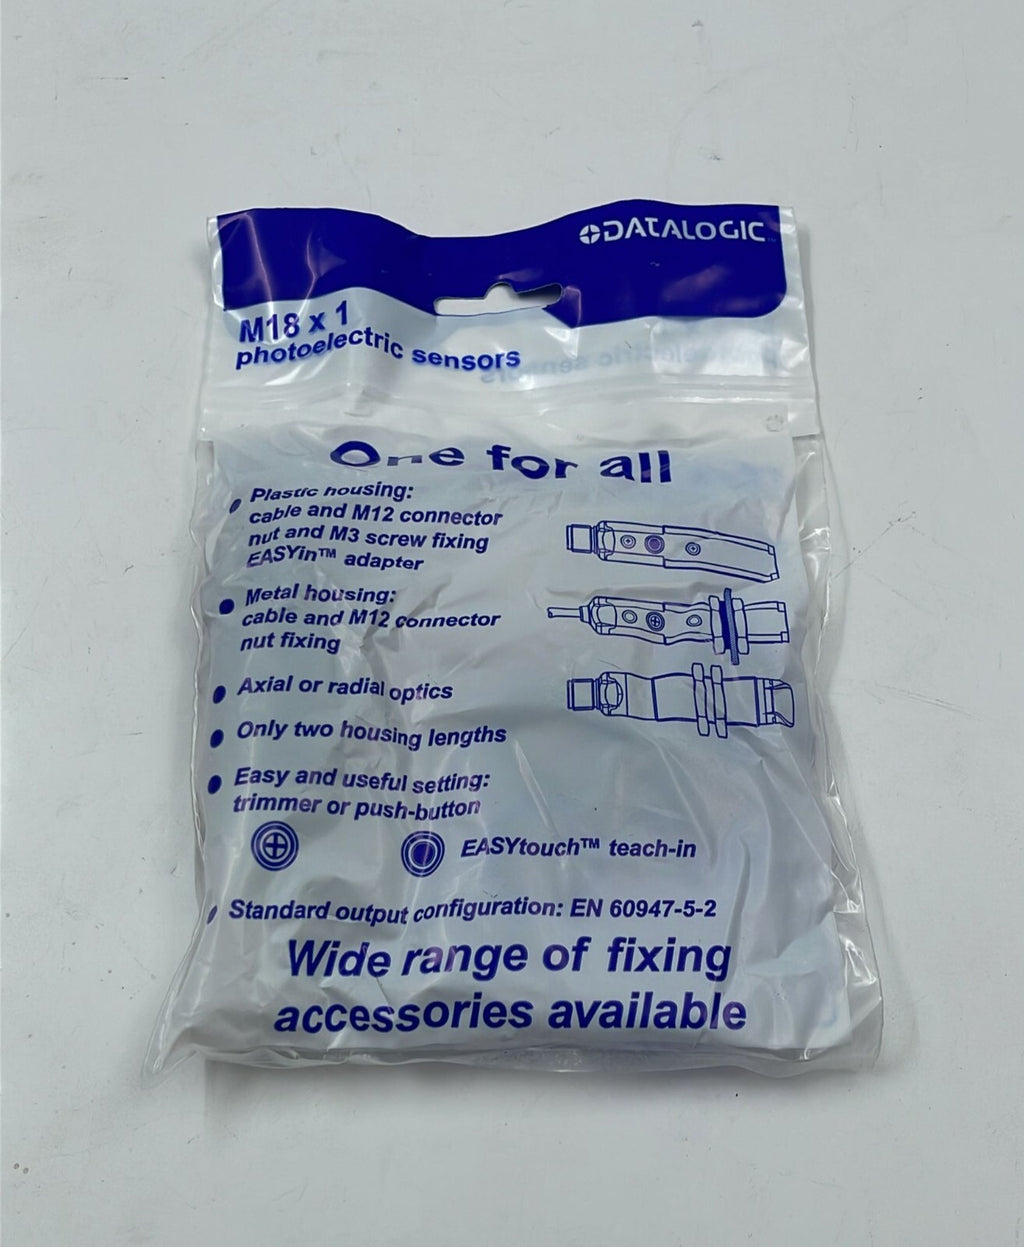 DATALOGIC
M18 x 1
photoelectric sensors
One for all
Plastic housing:
cable and M12 connector
nut and M3 screw fixing
EASYin™ adapter
Metal housing:
cable and M12 connector
nut fixing
Axial or radial optics
Only two housing lengths
Easy and useful setting:
trimmer or push-button
EASYtouch™ teach-in
Standard output configuration: EN 60947-5-2
Wide range of fixing
accessories available